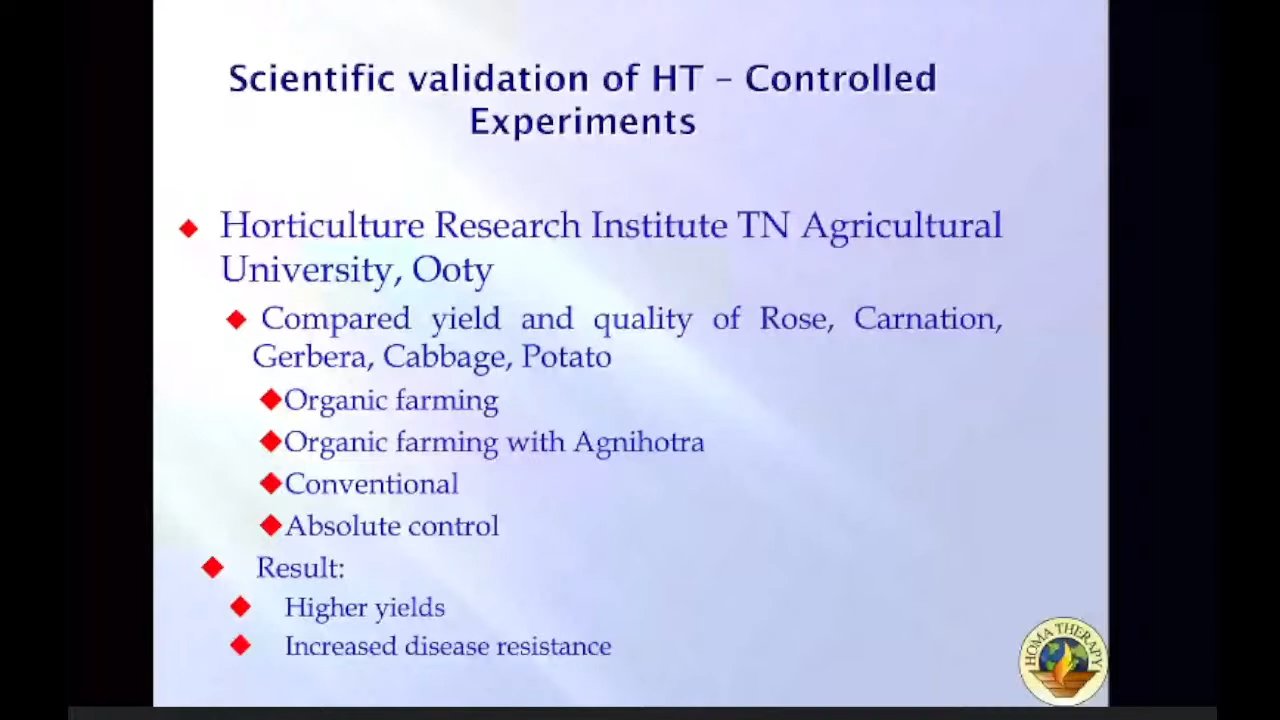 Scientific validation of HT – Controlled
Experiments
Horticulture Research Institute TN Agricultural
University, Ooty
Compared yield and quality of Rose, Carnation,
Gerbera, Cabbage, Potato
Organic farming
Organic farming with Agnihotra
Conventional
Absolute control
Result:
Higher yields
Increased disease resistance
HOMA THERAPY